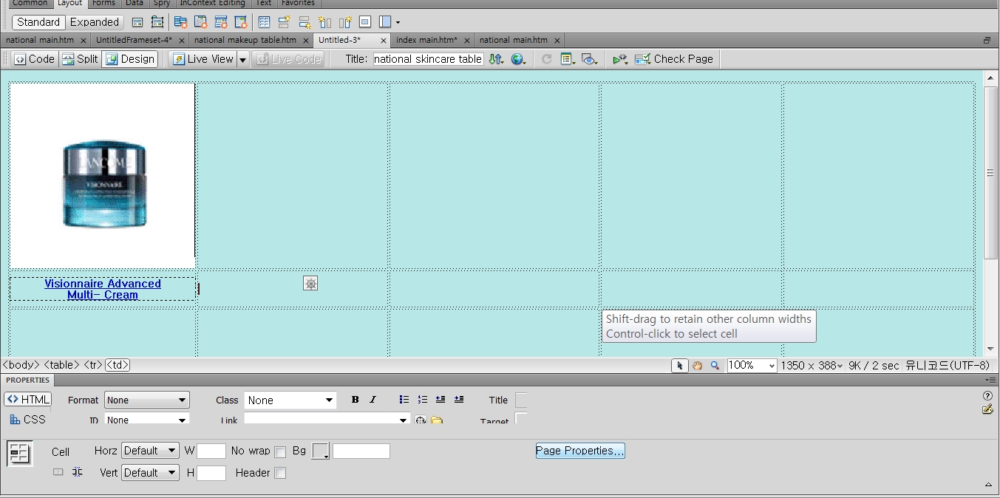 Common Layout Forms Data Spry InContext Editing Text Favorites
Standard Expanded
national main.htm UntitledFrameset-4* national makeup table.htm Untitled-3* index main.htm* national main.htm
Code Split Design Live View Live Code Title: national skincare table Check Page
LANCOME
VISIONNAIRE
Visionnaire Advanced
Multi- Cream
Shift-drag to retain other column widths
Control-click to select cell
<body> <table> <tr> <td> 100% 1350 x 388 9K / 2 sec 유니코드(UTF-8)
PROPERTIES
HTML Format None Class None B I Title
CSS ID None Link Target
Cell Horz Default W No wrap Bg Page Properties...
Vert Default H Header